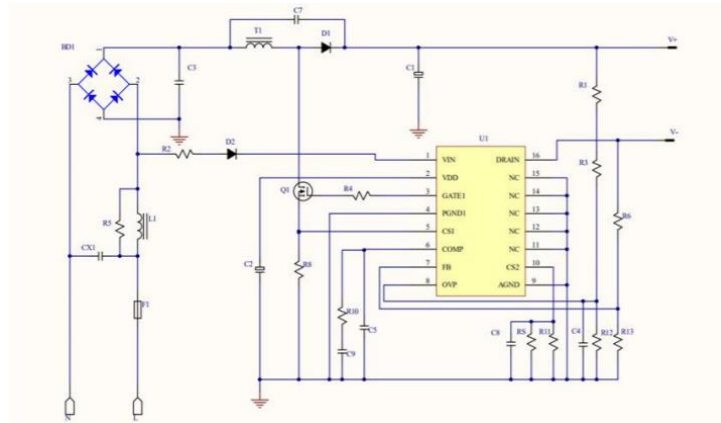 C7
T1
D1
V+
BD1
1
3
2
4
C3
C1
R1
U1
V-
R2
D2
1 VIN DRAIN 16
2 VDD NC 15
3 GATE1 NC 14
4 PGND1 NC 13
5 CS1 NC 12
6 COMP NC 11
7 FB CS2 10
8 OVP AGND 9
R3
Q1
R4
R5
L1
R6
CX1
C2
R8
F1
R10
C5
C9
C8
RS
R11
C4
R12
R13
N
L